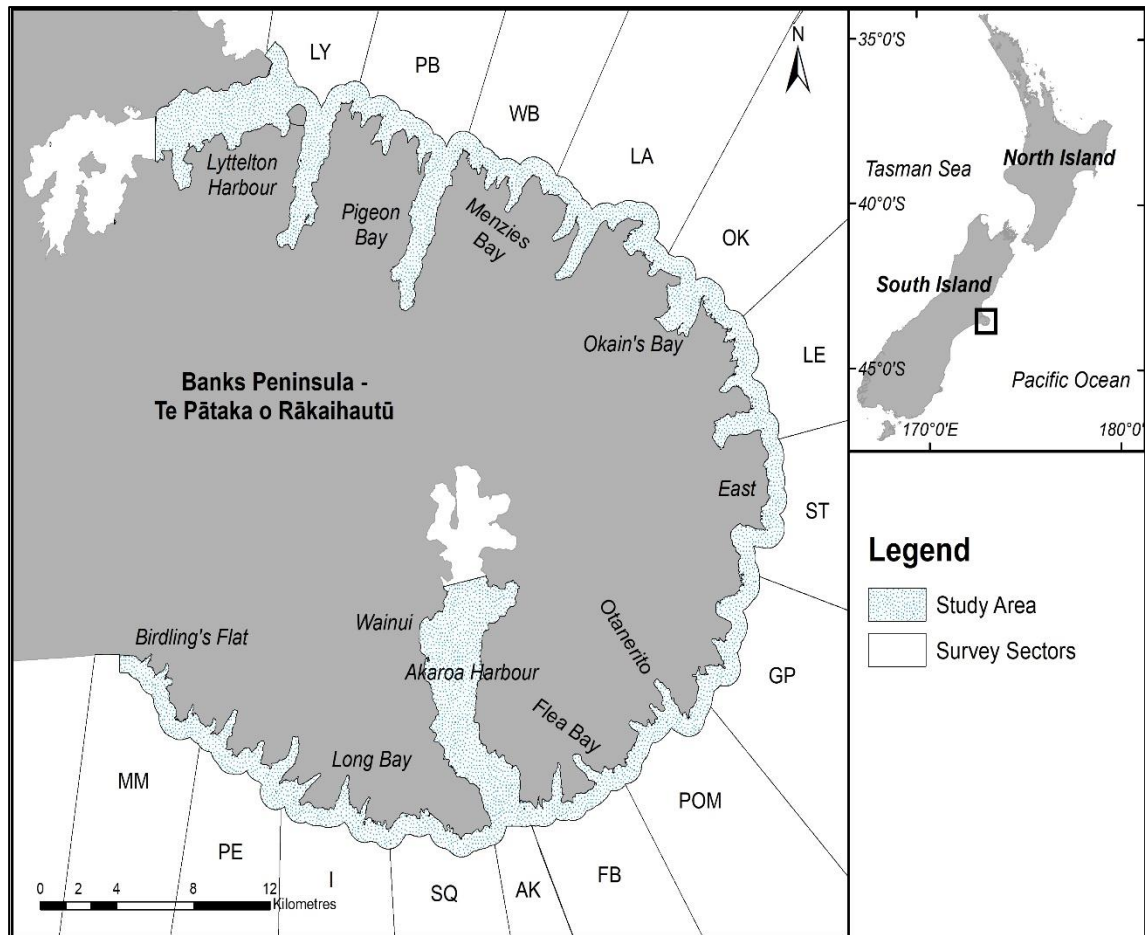 LY
PB
WB
LA
OK
LE
ST
GP
POM
FB
AK
SQ
I
PE
MM
N
Lyttelton
Harbour
Pigeon
Bay
Menzies
Bay
Okain's Bay
Banks Peninsula -
Te Pātaka o Rākaihautū
East
Wainui
Akaroa Harbour
Otanerito
Flea Bay
Birdling's Flat
Long Bay
0 2 4 8 12
Kilometres
35°0'S
40°0'S
45°0'S
170°0'E
180°0'
Tasman Sea
North Island
South Island
Pacific Ocean
Legend
Study Area
Survey Sectors